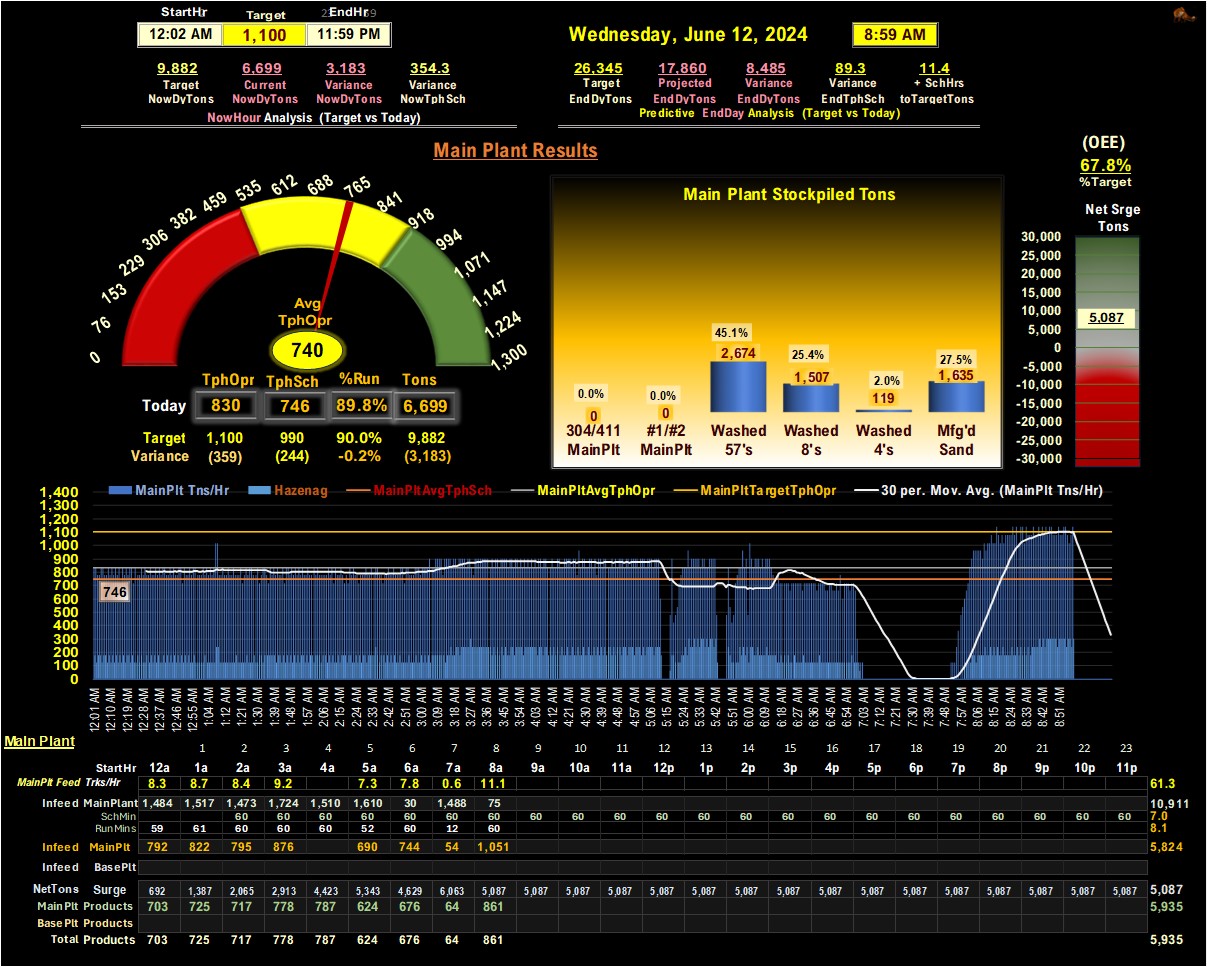 StartHr Target EndHr
12:02 AM 1,100 11:59 PM
Wednesday, June 12, 2024 8:59 AM
9,882 6,699 3,183 354.3
Target Current Variance Variance
NowDyTons NowDyTons NowDyTons NowTphSch
NowHour Analysis (Target vs Today)
26,345 17,860 8,485 89.3 11.4
Target Projected Variance Variance + SchHrs
EndDyTons EndDyTons EndDyTons EndTphSch toTargetTons
Predictive EndDay Analysis (Target vs Today)
Main Plant Results
(OEE)
67.8%
%Target
0 76 153 229 306 382 459 535 612 688 765 841 918 994 1,071 1,147 1,224 1,300
Avg
TphOpr
740
TphOpr TphSch %Run Tons
Today 830 746 89.8% 6,699
Target 1,100 990 90.0% 9,882
Variance (359) (244) -0.2% (3,183)
Main Plant Stockpiled Tons
0.0% 0.0% 45.1% 25.4% 2.0% 27.5%
0 0 2,674 1,507 119 1,635
304/411 #1/#2 Washed Washed Washed Mfg'd
MainPlt MainPlt 57's 8's 4's Sand
Net Srge
Tons
30,000
25,000
20,000
15,000
10,000
5,087
5,000
0
-5,000
-10,000
-15,000
-20,000
-25,000
-30,000
MainPlt Tns/Hr Hazenag MainPltAvgTphSch MainPltAvgTphOpr MainPltTargetTphOpr 30 per. Mov. Avg. (MainPlt Tns/Hr)
1,400
1,300
1,200
1,100
1,000
900
800
700
600
500
400
300
200
100
0
746
12:01 AM 12:10 AM 12:19 AM 12:28 AM 12:37 AM 12:46 AM 12:55 AM 1:04 AM 1:12 AM 1:21 AM 1:30 AM 1:39 AM 1:48 AM 1:57 AM 2:06 AM 2:15 AM 2:24 AM 2:33 AM 2:42 AM 2:51 AM 3:00 AM 3:09 AM 3:18 AM 3:27 AM 3:36 AM 3:45 AM 3:54 AM 4:03 AM 4:12 AM 4:21 AM 4:30 AM 4:39 AM 4:48 AM 4:57 AM 5:06 AM 5:15 AM 5:24 AM 5:33 AM 5:42 AM 5:51 AM 6:00 AM 6:09 AM 6:18 AM 6:27 AM 6:36 AM 6:45 AM 6:54 AM 7:03 AM 7:12 AM 7:21 AM 7:30 AM 7:39 AM 7:48 AM 7:57 AM 8:06 AM 8:15 AM 8:24 AM 8:33 AM 8:42 AM 8:51 AM
Main Plant
1 2 3 4 5 6 7 8 9 10 11 12 13 14 15 16 17 18 19 20 21 22 23
StartHr 12a 1a 2a 3a 4a 5a 6a 7a 8a 9a 10a 11a 12p 1p 2p 3p 4p 5p 6p 7p 8p 9p 10p 11p
MainPlt Feed Trks/Hr 8.3 8.7 8.4 9.2 7.3 7.8 0.6 11.1 61.3
Infeed MainPlant 1,484 1,517 1,473 1,724 1,510 1,610 30 1,488 75 10,911
SchMin 60 60 60 60 60 60 60 60 60 60 60 60 60 60 60 60 60 60 60 60 60 60 7.0
RunMins 59 61 60 60 60 52 60 12 60 8.1
Infeed MainPlt 792 822 795 876 690 744 54 1,051 5,824
Infeed BasePlt
NetTons Surge 692 1,387 2,065 2,913 4,423 5,343 4,629 6,063 5,087 5,087 5,087 5,087 5,087 5,087 5,087 5,087 5,087 5,087 5,087 5,087 5,087 5,087 5,087 5,087 5,087
MainPlt Products 703 725 717 778 787 624 676 64 861 5,935
BasePlt Products
Total Products 703 725 717 778 787 624 676 64 861 5,935